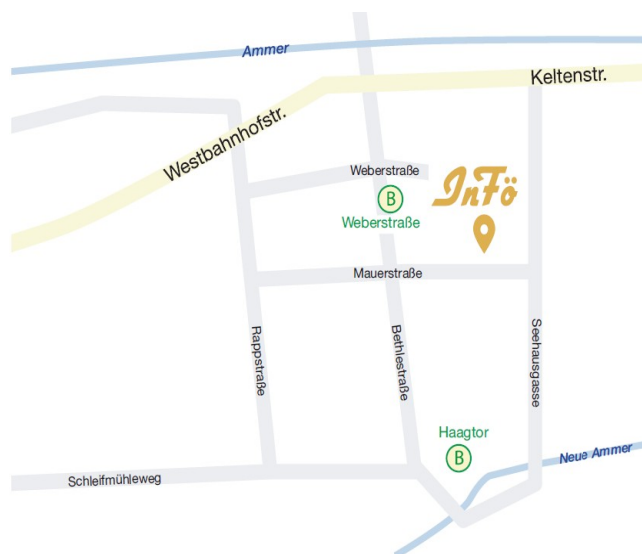 Ammer
Keltenstr.
Westbahnhofstr.
Weberstraße
InFö
B
Weberstraße
Mauerstraße
Rappstraße
Bethlestraße
Seehausgasse
Haagtor
B
Neue Ammer
Schleifmühleweg